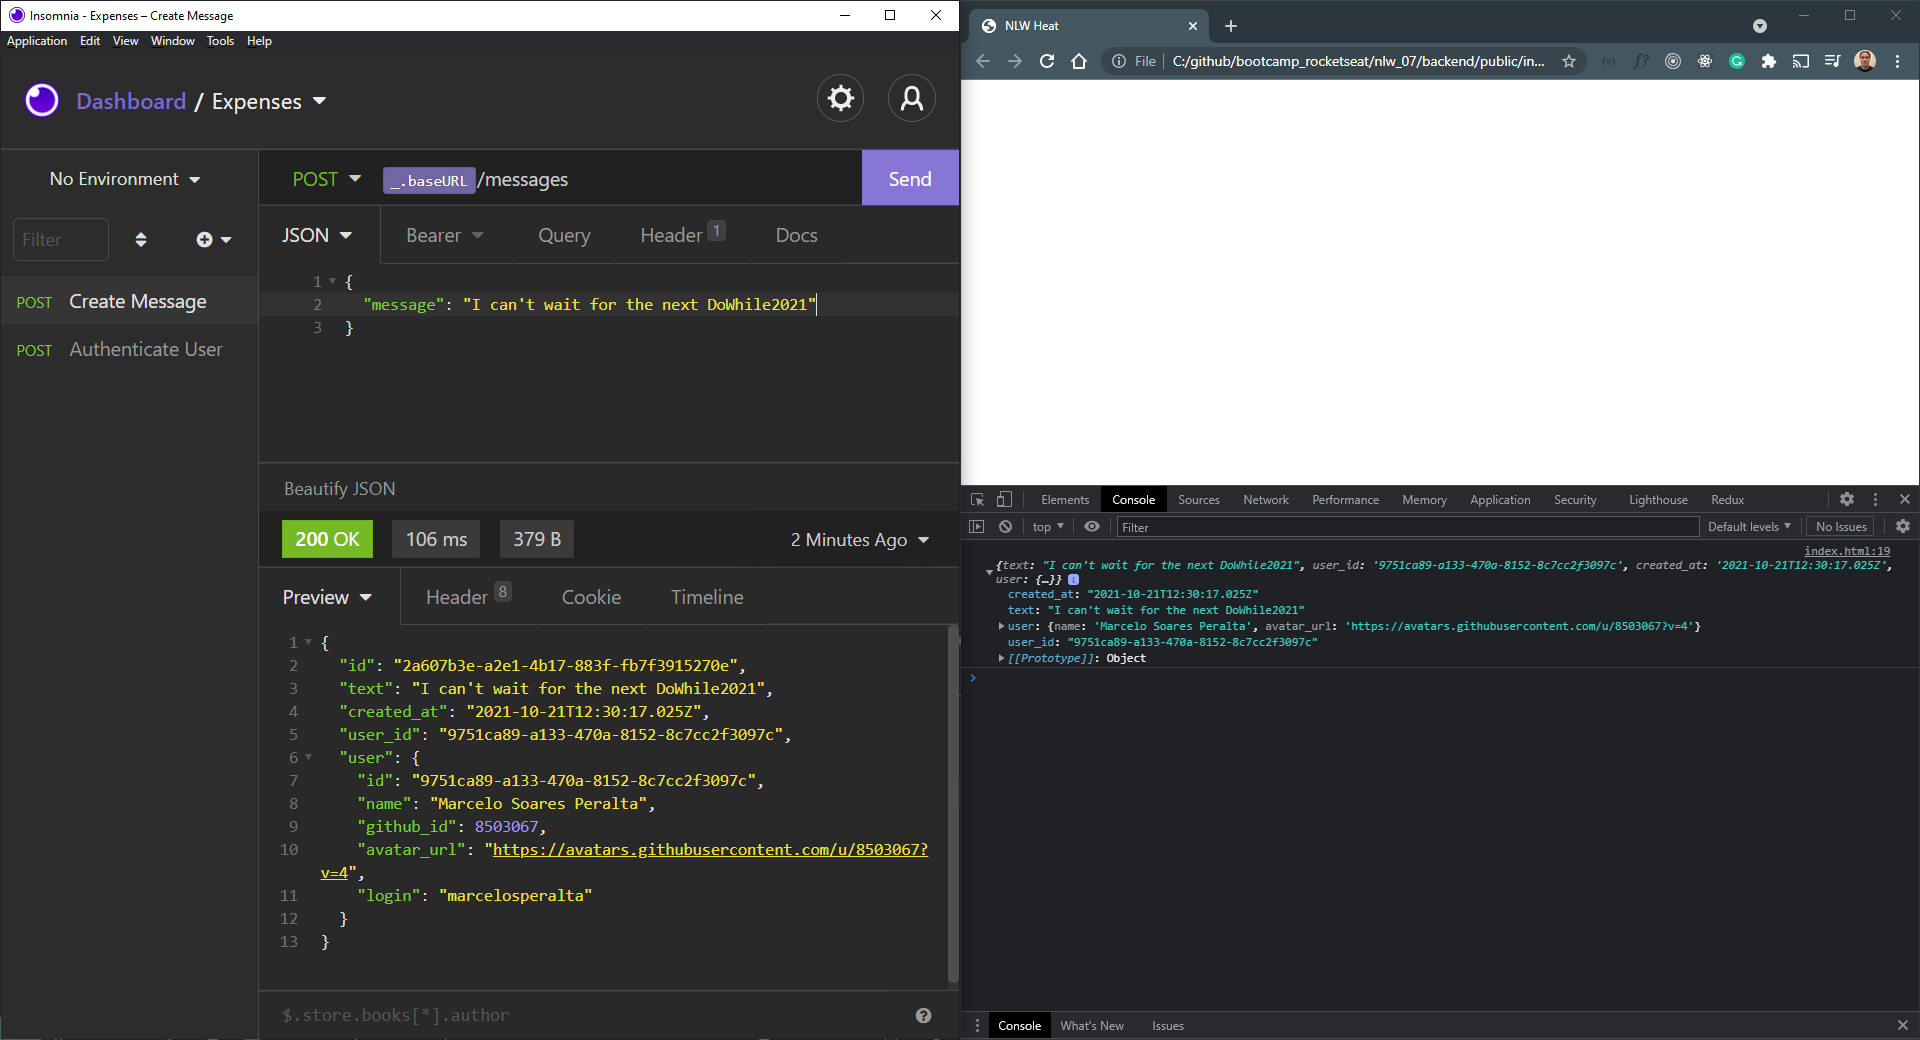 Insomnia - Expenses – Create Message
Application Edit View Window Tools Help
Dashboard / Expenses
No Environment
Filter
POST Create Message
POST Authenticate User
POST _.baseURL /messages Send
JSON Bearer Query Header 1 Docs
1 {
2 "message": "I can't wait for the next DoWhile2021"
3 }
Beautify JSON
200 OK 106 ms 379 B 2 Minutes Ago
Preview Header 8 Cookie Timeline
1 {
2 "id": "2a607b3e-a2e1-4b17-883f-fb7f3915270e",
3 "text": "I can't wait for the next DoWhile2021",
4 "created_at": "2021-10-21T12:30:17.025Z",
5 "user_id": "9751ca89-a133-470a-8152-8c7cc2f3097c",
6 "user": {
7 "id": "9751ca89-a133-470a-8152-8c7cc2f3097c",
8 "name": "Marcelo Soares Peralta",
9 "github_id": 8503067,
10 "avatar_url": "https://avatars.githubusercontent.com/u/8503067?
v=4",
11 "login": "marcelosperalta"
12 }
13 }
$.store.books[*].author
NLW Heat
File C:/github/bootcamp_rocketseat/nlw_07/backend/public/in...
Elements Console Sources Network Performance Memory Application Security Lighthouse Redux
top Filter Default levels No Issues
index.html:19
{text: "I can't wait for the next DoWhile2021", user_id: '9751ca89-a133-470a-8152-8c7cc2f3097c', created_at: '2021-10-21T12:30:17.025Z',
user: {…}} i
created_at: "2021-10-21T12:30:17.025Z"
text: "I can't wait for the next DoWhile2021"
user: {name: 'Marcelo Soares Peralta', avatar_url: 'https://avatars.githubusercontent.com/u/8503067?v=4'}
user_id: "9751ca89-a133-470a-8152-8c7cc2f3097c"
[[Prototype]]: Object
Console What's New Issues